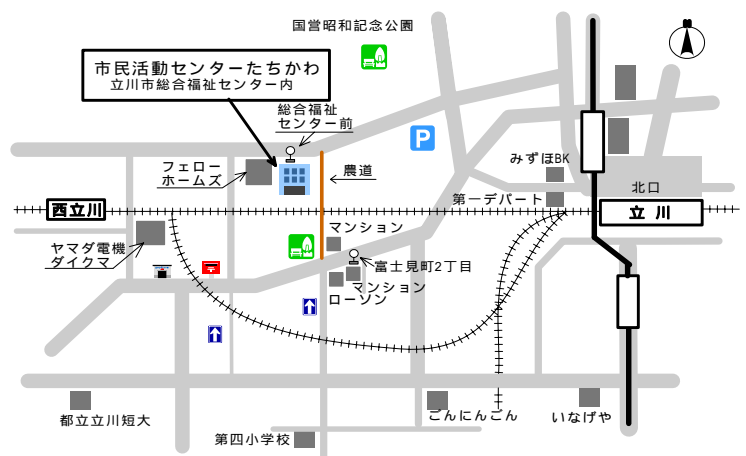 国営昭和記念公園
市民活動センターたちかわ
立川市総合福祉センター内
総合福祉
センター前
P
みずほBK
フェロー
ホームズ
農道
北口
第一デパート
西立川
立川
マンション
ヤマダ電機
ダイクマ
富士見町2丁目
マンション
ローソン
都立立川短大
ごんにんごん
いなげや
第四小学校